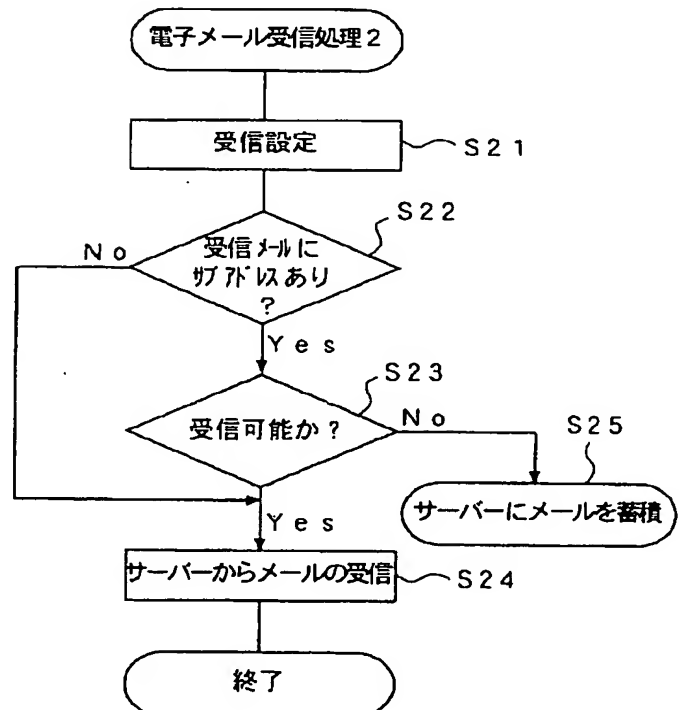 電子メール受信処理2
受信設定
S21
S22
No
受信メールに
サブアドレスあり
?
Yes
S23
受信可能か?
No
S25
サーバーにメールを蓄積
Yes
サーバーからメールの受信
S24
終了